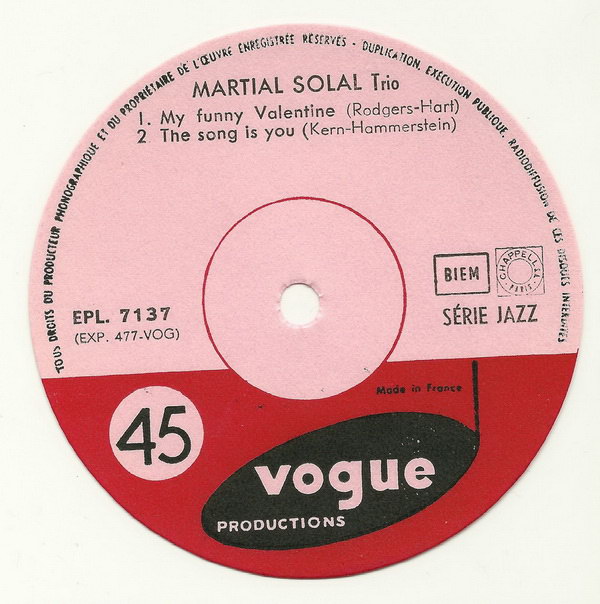 TOUS DROITS DU PRODUCTEUR PHONOGRAPHIQUE ET DU PROPRIÉTAIRE DE L'ŒUVRE ENREGISTRÉE RÉSERVÉS - DUPLICATION, EXÉCUTION PUBLIQUE, RADIODIFFUSION DE CES DISQUES INTERDITES
MARTIAL SOLAL Trio
1. My funny Valentine (Rodgers-Hart)
2 The song is you (Kern-Hammerstein)
BIEM
CHAPPELL S.A.
PARIS
EPL. 7137
(EXP. 477-VOG)
SÉRIE JAZZ
Made in France
45
vogue
PRODUCTIONS